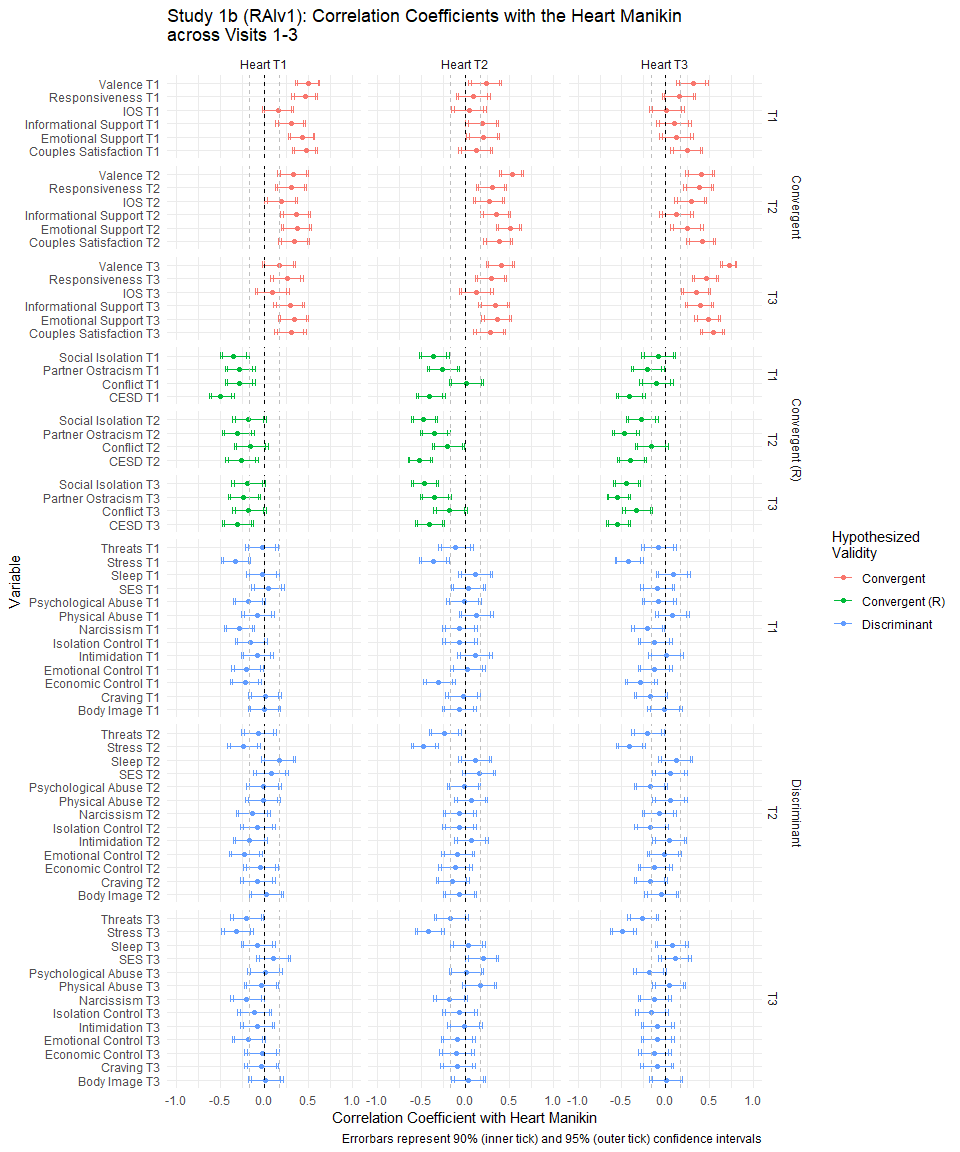 Study 1b (RAIv1): Correlation Coefficients with the Heart Manikin
across Visits 1-3
Heart T1
Heart T2
Heart T3
Variable
Valence T1
Responsiveness T1
IOS T1
Informational Support T1
Emotional Support T1
Couples Satisfaction T1
T1
Valence T2
Responsiveness T2
IOS T2
Informational Support T2
Emotional Support T2
Couples Satisfaction T2
T2
Convergent
Valence T3
Responsiveness T3
IOS T3
Informational Support T3
Emotional Support T3
Couples Satisfaction T3
T3
Social Isolation T1
Partner Ostracism T1
Conflict T1
CESD T1
T1
Social Isolation T2
Partner Ostracism T2
Conflict T2
CESD T2
T2
Convergent (R)
Social Isolation T3
Partner Ostracism T3
Conflict T3
CESD T3
T3
Threats T1
Stress T1
Sleep T1
SES T1
Psychological Abuse T1
Physical Abuse T1
Narcissism T1
Isolation Control T1
Intimidation T1
Emotional Control T1
Economic Control T1
Craving T1
Body Image T1
T1
Threats T2
Stress T2
Sleep T2
SES T2
Psychological Abuse T2
Physical Abuse T2
Narcissism T2
Isolation Control T2
Intimidation T2
Emotional Control T2
Economic Control T2
Craving T2
Body Image T2
T2
Discriminant
Threats T3
Stress T3
Sleep T3
SES T3
Psychological Abuse T3
Physical Abuse T3
Narcissism T3
Isolation Control T3
Intimidation T3
Emotional Control T3
Economic Control T3
Craving T3
Body Image T3
T3
-1.0 -0.5 0.0 0.5 1.0 -1.0 -0.5 0.0 0.5 1.0 -1.0 -0.5 0.0 0.5 1.0
Correlation Coefficient with Heart Manikin
Errorbars represent 90% (inner tick) and 95% (outer tick) confidence intervals
Hypothesized
Validity
Convergent
Convergent (R)
Discriminant